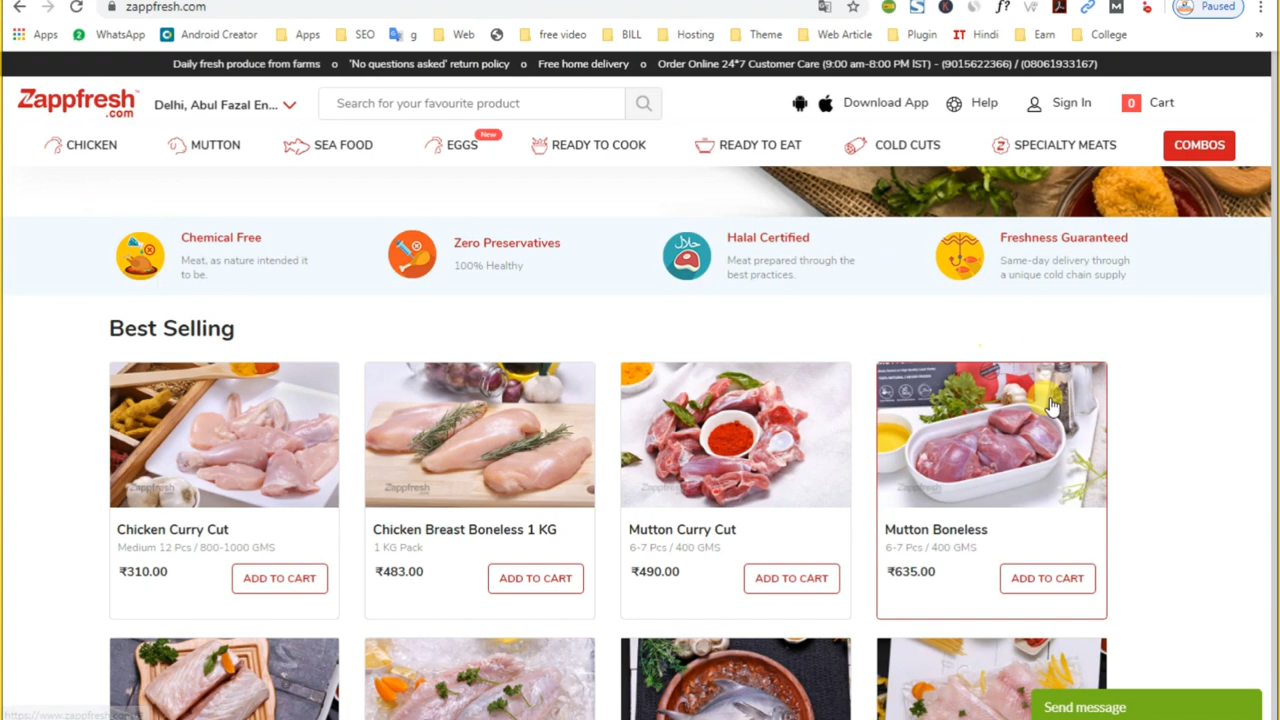 zappfresh.com
Paused
Apps WhatsApp Android Creator Apps SEO g Web free video BILL Hosting Theme Web Article Plugin IT Hindi Earn College »
Daily fresh produce from farms o 'No questions asked' return policy o Free home delivery o Order Online 24*7 Customer Care (9:00 am-8:00 PM IST) - (9015622366) / (08061933167)
Zappfresh.com
Delhi, Abul Fazal En...
Search for your favourite product
Download App
Help
Sign In
0 Cart
CHICKEN MUTTON SEA FOOD EGGS New READY TO COOK READY TO EAT COLD CUTS SPECIALTY MEATS COMBOS
Chemical Free
Meat, as nature intended it
to be.
Zero Preservatives
100% Healthy
Halal Certified
Meat prepared through the
best practices.
Freshness Guaranteed
Same-day delivery through
a unique cold chain supply
Best Selling
Chicken Curry Cut
Medium 12 Pcs / 800-1000 GMS
₹310.00
ADD TO CART
Chicken Breast Boneless 1 KG
1 KG Pack
₹483.00
ADD TO CART
Mutton Curry Cut
6-7 Pcs / 400 GMS
₹490.00
ADD TO CART
Mutton Boneless
6-7 Pcs / 400 GMS
₹635.00
ADD TO CART
Send message